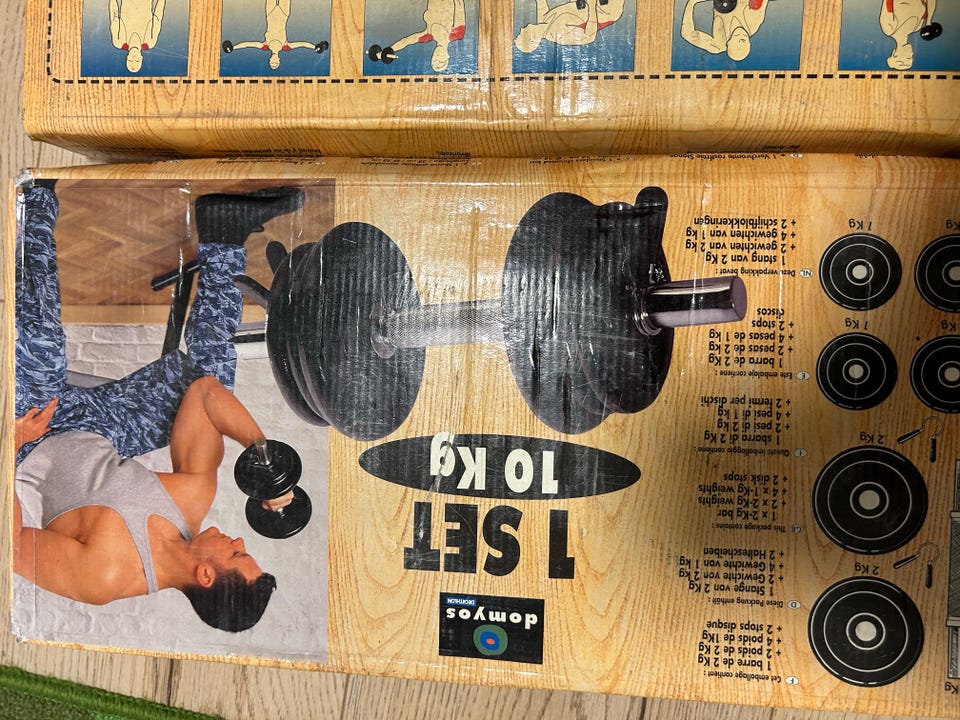 domyos
DECATHLON
1 SET
10 Kg
F Cet emballage contient :
1 barre de 2 Kg
+ 2 poids de 2 Kg
+ 4 poids de 1Kg
+ 2 stops disque
D Diese Packung enthält :
1 Stange von 2 Kg
+ 2 Gewichte von 2 Kg
+ 4 Gewichte von 1 Kg
+ 2 Haltescheiben
GB This package contains :
1 x 2-Kg bar
+ 2 x 2-Kg weights
+ 4 x 1-Kg weights
+ 2 disk stops
I Questo imballaggio contiene :
1 sbarra di 2 Kg
+ 2 pesi di 2 Kg
+ 4 pesi di 1 Kg
+ 2 fermi per dischi
E Este embalaje contiene :
1 barra de 2 Kg
+ 2 pesas de 2 Kg
+ 4 pesas de 1 Kg
+ 2 stops
discos
NL Deze verpakking bevat :
1 stang van 2 Kg
+ 2 gewichten van 2 kg
+ 4 gewichten van 1 kg
+ 2 schijfblokkeringen
2 Kg
2 Kg
1 Kg
1 Kg